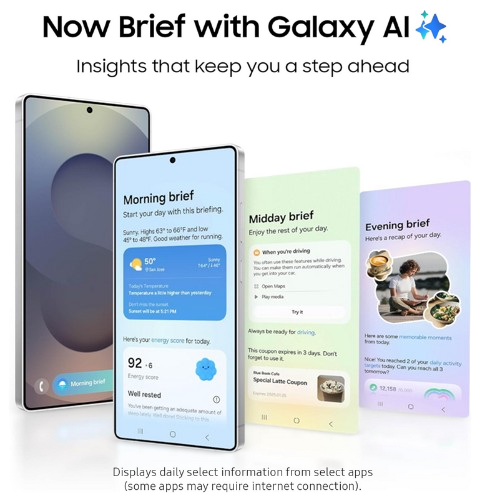 Now Brief with Galaxy AI
Insights that keep you a step ahead
Morning brief
Start your day with this briefing.
Sunny. Highs 63° to 66°F and low
45° to 48°F. Good weather for running.
50°
Sunny
Today's Temperature
Temperature a little higher than yesterday
Don't miss the sunset
Sunset will be at 5:31 PM
Here's your energy score for today.
92
Energy score
Well rested
You've been getting an adequate amount of
Morning brief
Midday brief
Enjoy the rest of your day.
When you're driving
You often use these features while driving.
You can make them run automatically when
you get into your car.
Open Maps
Play media
Try it
Always be ready for driving.
This coupon expires in 3 days. Don't
forget to use it.
Blue Boon Cafe
Special Latte Coupon
Evening brief
Here's a recap of your day.
Here are some memorable moments
from today.
Nice! You reached 2 of your daily activity
targets today. Can you reach all 3
tomorrow?
12,159
Displays daily select information from select apps
(some apps may require internet connection).